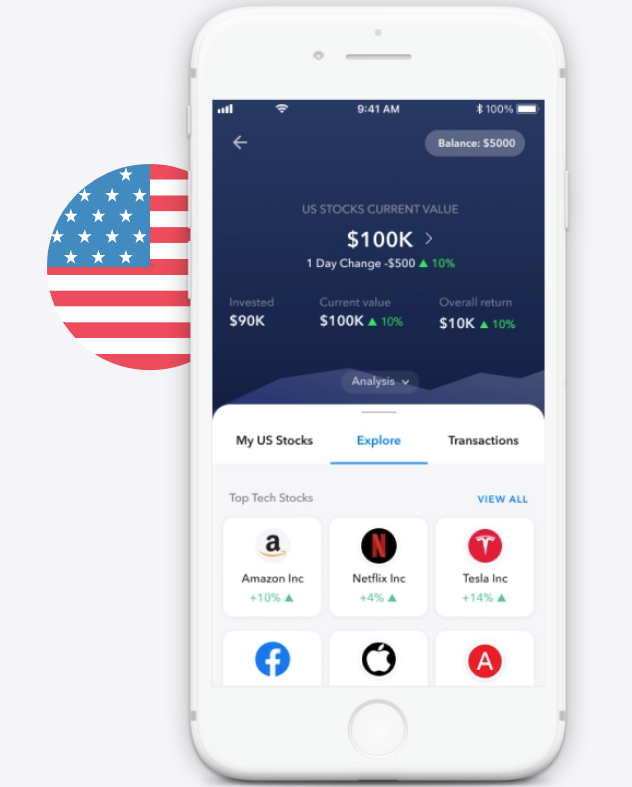 9:41 AM
100%
Balance: $5000
US STOCKS CURRENT VALUE
$100K >
1 Day Change -$500 ▲ 10%
Invested Current value Overall return
$90K $100K ▲ 10% $10K ▲ 10%
Analysis
My US Stocks Explore Transactions
Top Tech Stocks VIEW ALL
a N T
Amazon Inc Netflix Inc Tesla Inc
+10% ▲ +4% ▲ +14% ▲
f A